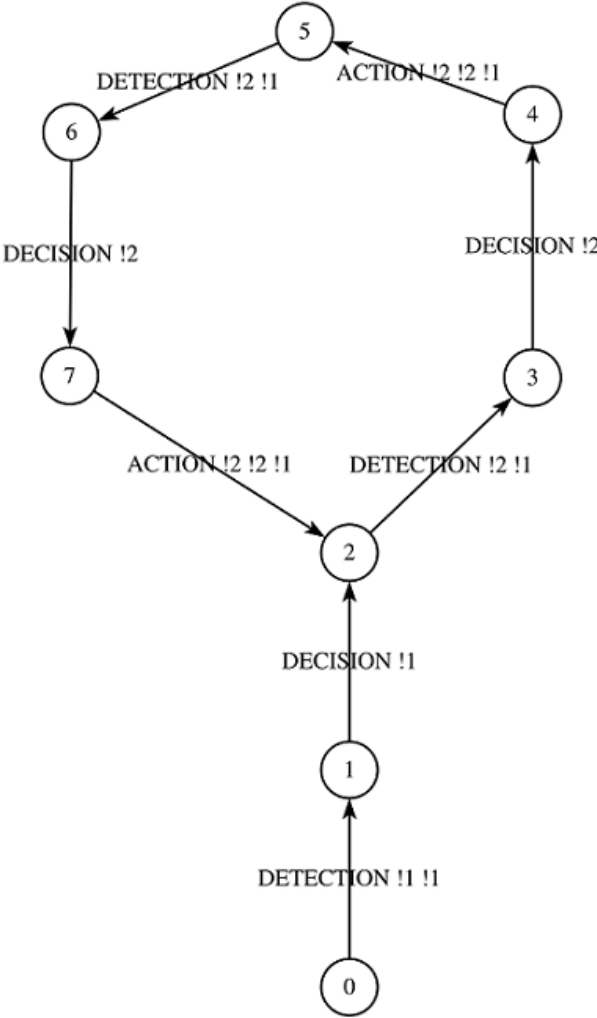 5
DETECTION !2 !1
ACTION !2 !2 !1
4
6
DECISION !2
DECISION !2
7
3
ACTION !2 !2 !1
DETECTION !2 !1
2
DECISION !1
1
DETECTION !1 !1
0